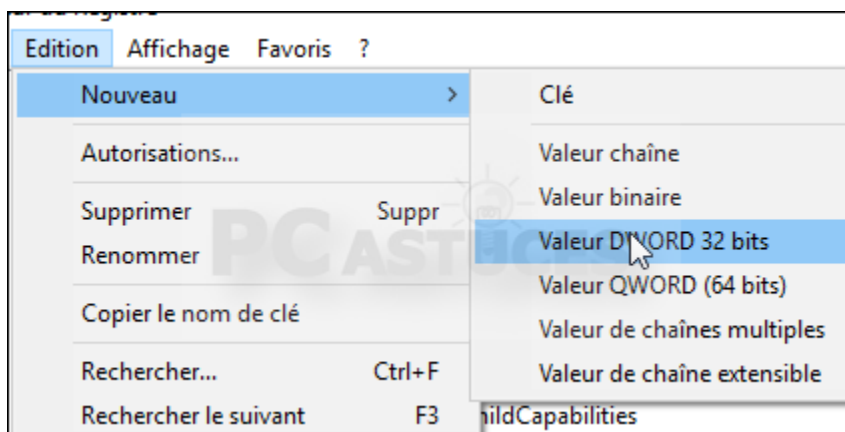 du Registre
Edition Affichage Favoris ?
Nouveau >
Clé
Autorisations...
Valeur chaîne
Valeur binaire
Supprimer Suppr
Valeur DWORD 32 bits
Renommer
Valeur QWORD (64 bits)
Copier le nom de clé
Valeur de chaînes multiples
Rechercher... Ctrl+F
Valeur de chaîne extensible
Rechercher le suivant F3
hildCapabilities
PC ASTUCES